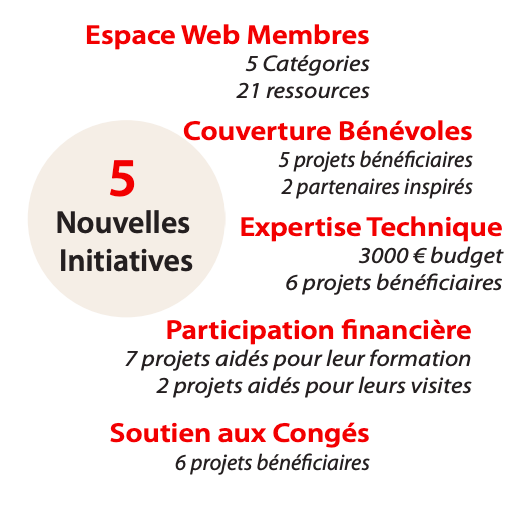 Espace Web Membres
5 Catégories
21 ressources
Couverture Bénévoles
5 projets bénéficiaires
2 partenaires inspirés
5
Nouvelles
Initiatives
Expertise Technique
3000 € budget
6 projets bénéficiaires
Participation financière
7 projets aidés pour leur formation
2 projets aidés pour leurs visites
Soutien aux Congés
6 projets bénéficiaires